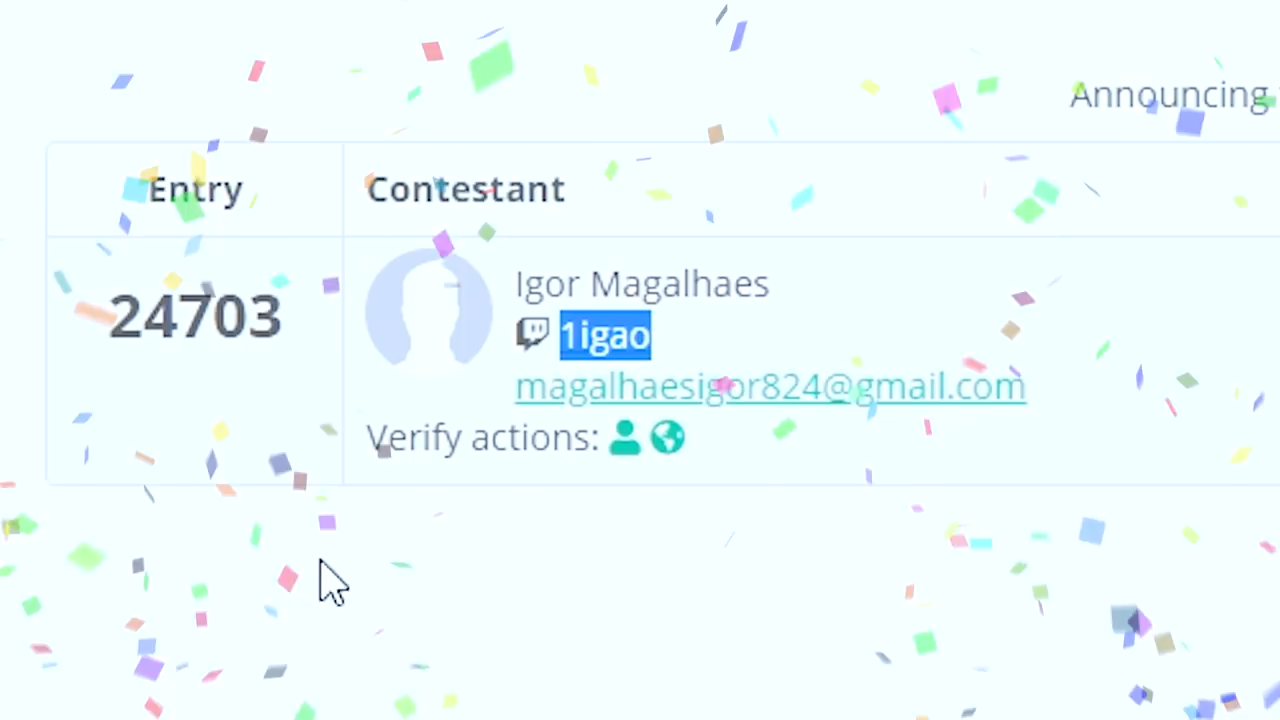 Announcing
Entry
Contestant
24703
Igor Magalhaes
1igao
magalhaesigor824@gmail.com
Verify actions: